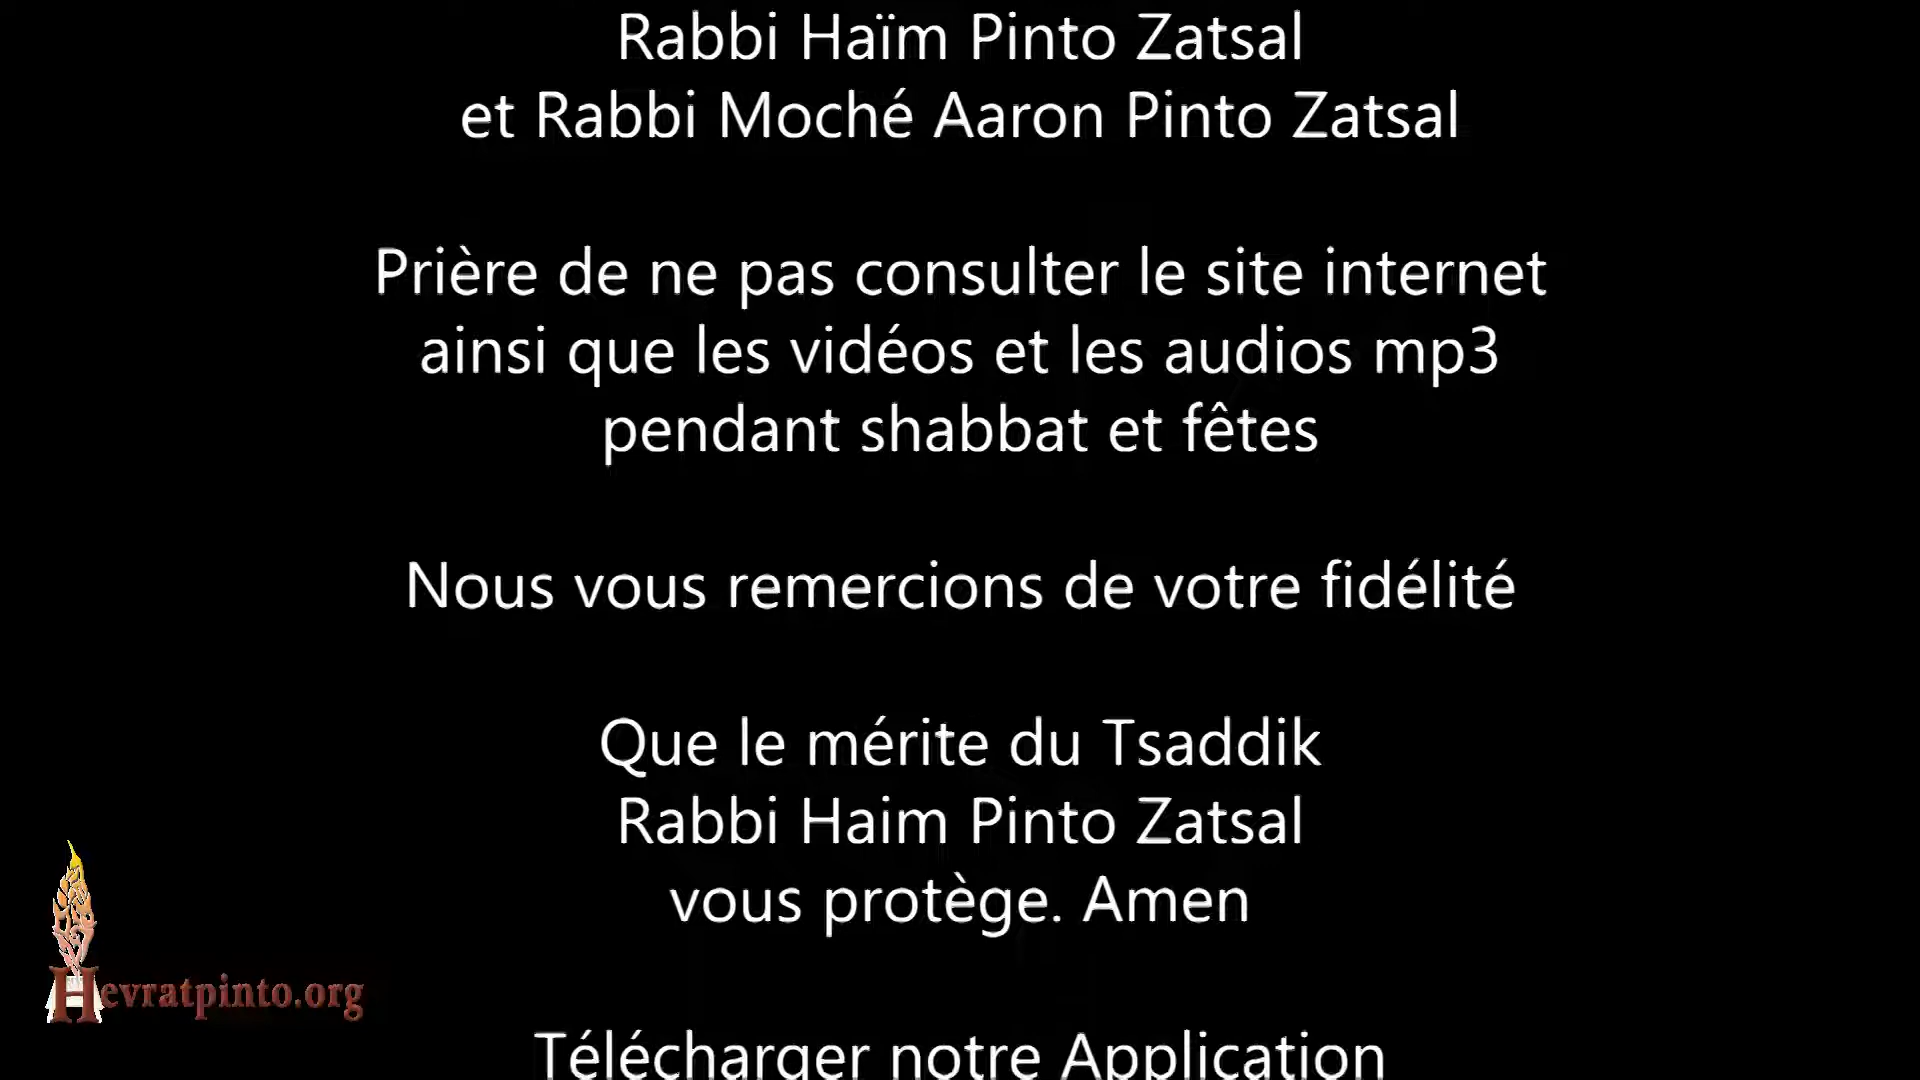 Rabbi Haïm Pinto Zatsal
et Rabbi Moché Aaron Pinto Zatsal
Prière de ne pas consulter le site internet
ainsi que les vidéos et les audios mp3
pendant shabbat et fêtes
Nous vous remercions de votre fidélité
Que le mérite du Tsaddik
Rabbi Haim Pinto Zatsal
vous protège. Amen
Hevratpinto.org
Télécharger notre Application